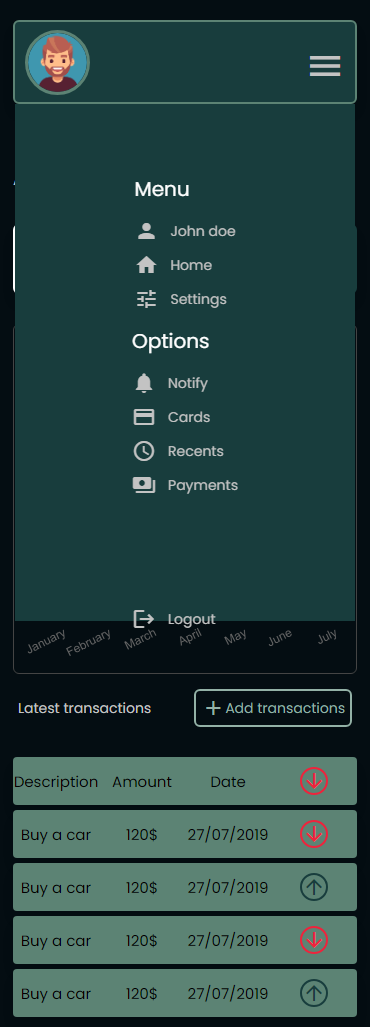 Menu
John doe
Home
Settings
Options
Notify
Cards
Recents
Payments
Logout
January February March April May June July
Latest transactions
Add transactions
Description Amount Date
Buy a car 120$ 27/07/2019
Buy a car 120$ 27/07/2019
Buy a car 120$ 27/07/2019
Buy a car 120$ 27/07/2019